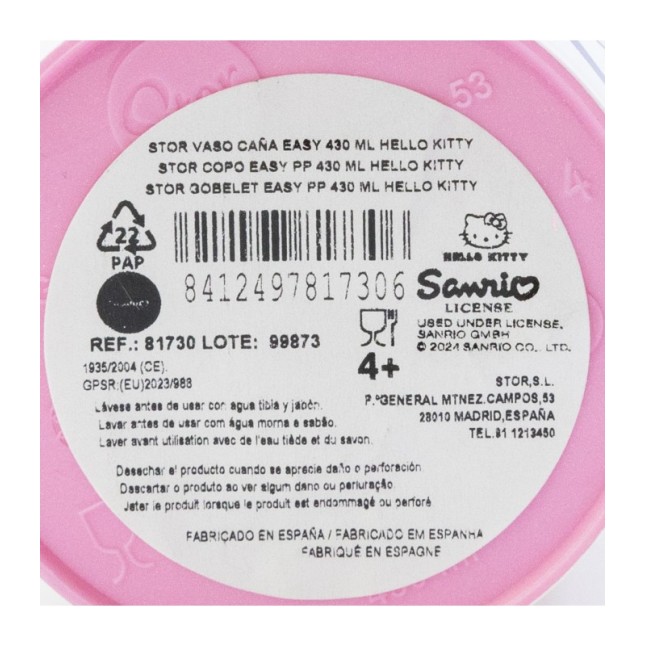 Stor
53
4
STOR VASO CAÑA EASY 430 ML HELLO KITTY
STOR COPO EASY PP 430 ML HELLO KITTY
STOR GOBELET EASY PP 430 ML HELLO KITTY
22
PAP
8412497817306
HELLO KITTY
Sanrio
LICENSE
USED UNDER LICENSE.
SANRIO GMBH
© 2024 SANRIO CO., LTD.
REF.: 81730 LOTE: 99873
4+
1935/2004 (CE).
GPSR:(EU)2023/988
STOR,S.L.
P.ºGENERAL MTNEZ.CAMPOS,53
28010 MADRID,ESPAÑA
TEL.91 1213450
Lávese antes de usar con agua tibia y jabón.
Lavar antes de usar com água morna e sabão.
Laver avant utilisation avec de l'eau tiède et du savon.
Desechar el producto cuando se aprecie daño o perforación
Descartar o produto ao ver algum dano ou perfuração.
Jeter le produit lorsque le produit est endommagé ou perforé
FABRICADO EN ESPAÑA / FABRICADO EM ESPANHA
FABRIQUÉ EN ESPAGNE